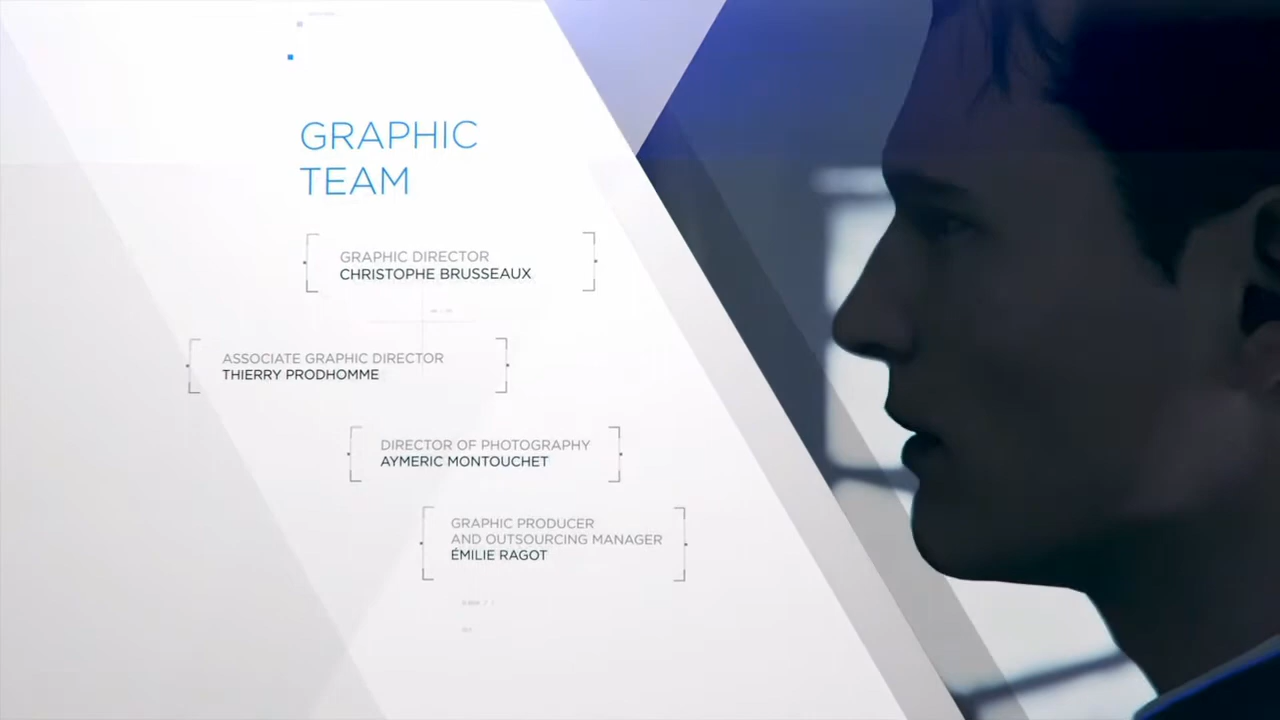 GRAPHIC
TEAM
GRAPHIC DIRECTOR
CHRISTOPHE BRUSSEAUX
ASSOCIATE GRAPHIC DIRECTOR
THIERRY PRODHOMME
DIRECTOR OF PHOTOGRAPHY
AYMERIC MONTOUCHET
GRAPHIC PRODUCER
AND OUTSOURCING MANAGER
ÉMILIE RAGOT